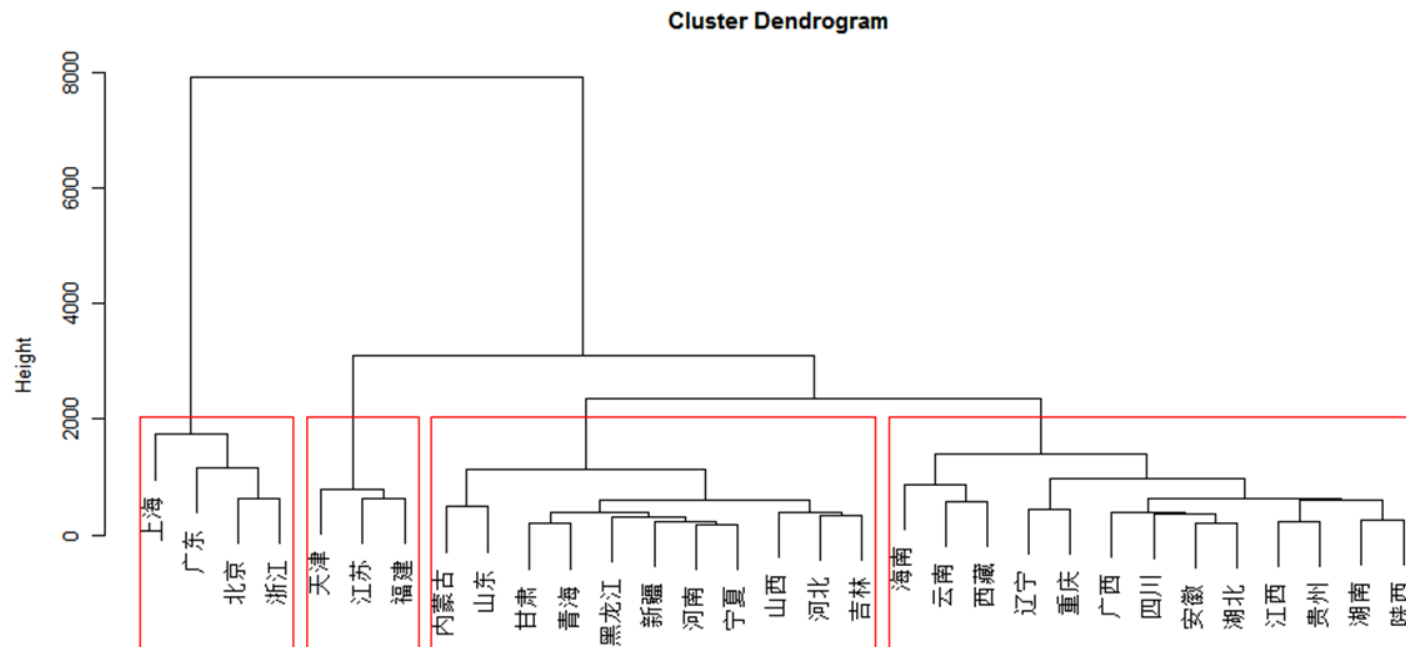 Cluster Dendrogram
Height
8000
6000
4000
2000
0
上海
广东
北京
浙江
天津
江苏
福建
内蒙古
山东
甘肃
青海
黑龙江
新疆
河南
宁夏
山西
河北
吉林
海南
云南
西藏
辽宁
重庆
广西
四川
安徽
湖北
江西
贵州
湖南
陕西